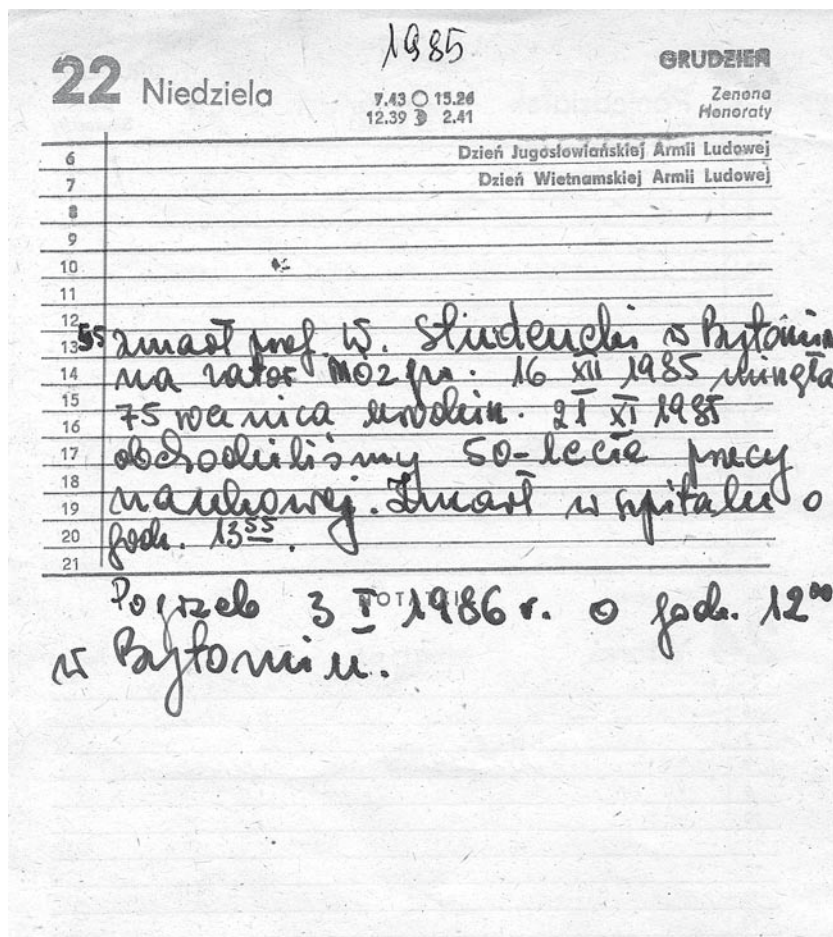 1985
22 Niedziela
GRUDZIEŃ
7.43 15.26
12.39 2.41
Zenona
Honoraty
6 Dzień Jugosłowiańskiej Armii Ludowej
7 Dzień Wietnamskiej Armii Ludowej
8
9
10
11
12
13 55 zmarł prof. W. Studencki w Bytomiu
14 na zator mózgu. 16 XII 1985 minęła
15 75 rocznica urodzin. 21 XI 1985
16
17 obchodziliśmy 50-lecie pracy
18
19 naukowej. Zmarł w szpitalu o
20 godz. 13 55.
21
Pogrzeb 3 I 1986 r. o godz. 12 00
w Bytomiu.